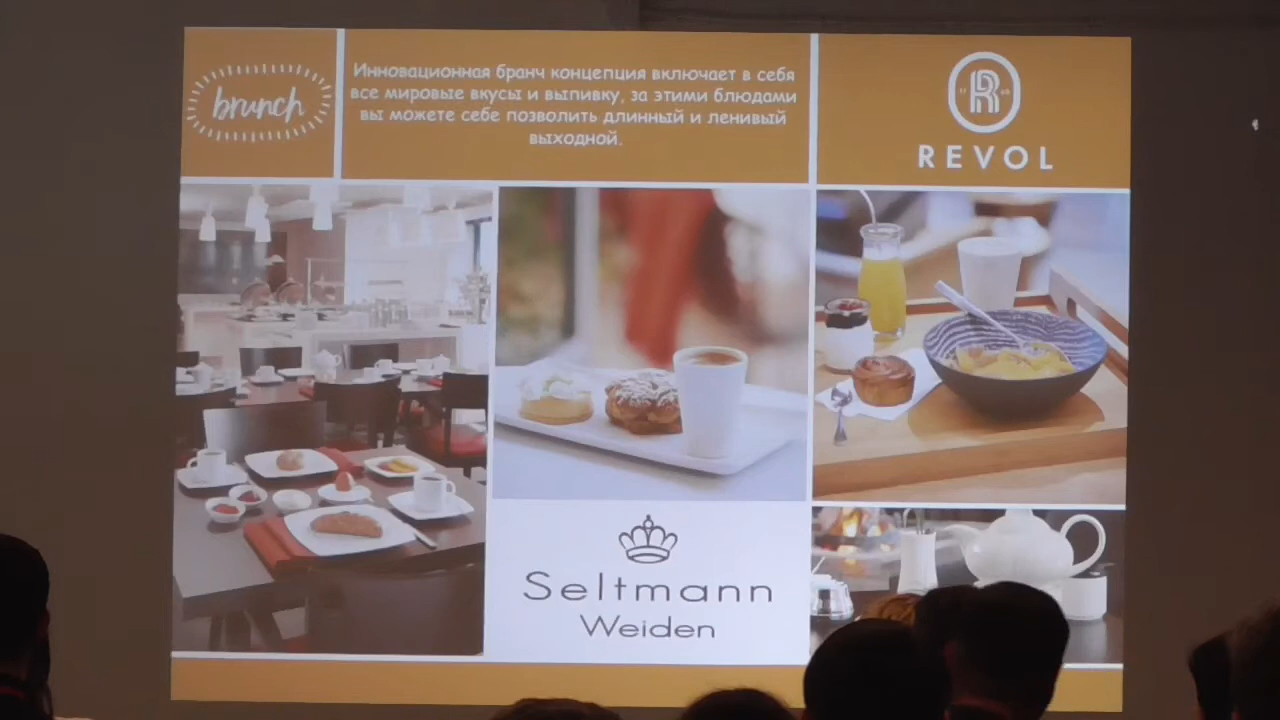 brunch
Инновационная бранч концепция включает в себя
все мировые вкусы и выпивку, за этими блюдами
вы можете себе позволить длинный и ленивый
выходной.
R
REVOL
Seltmann
Weiden